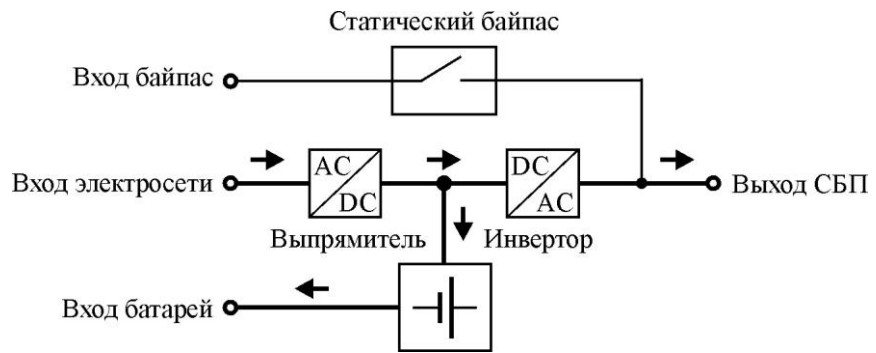 Статический байпас
Вход байпас
Вход электросети
AC
DC
DC
AC
Выход СБП
Выпрямитель
Инвертор
Вход батарей